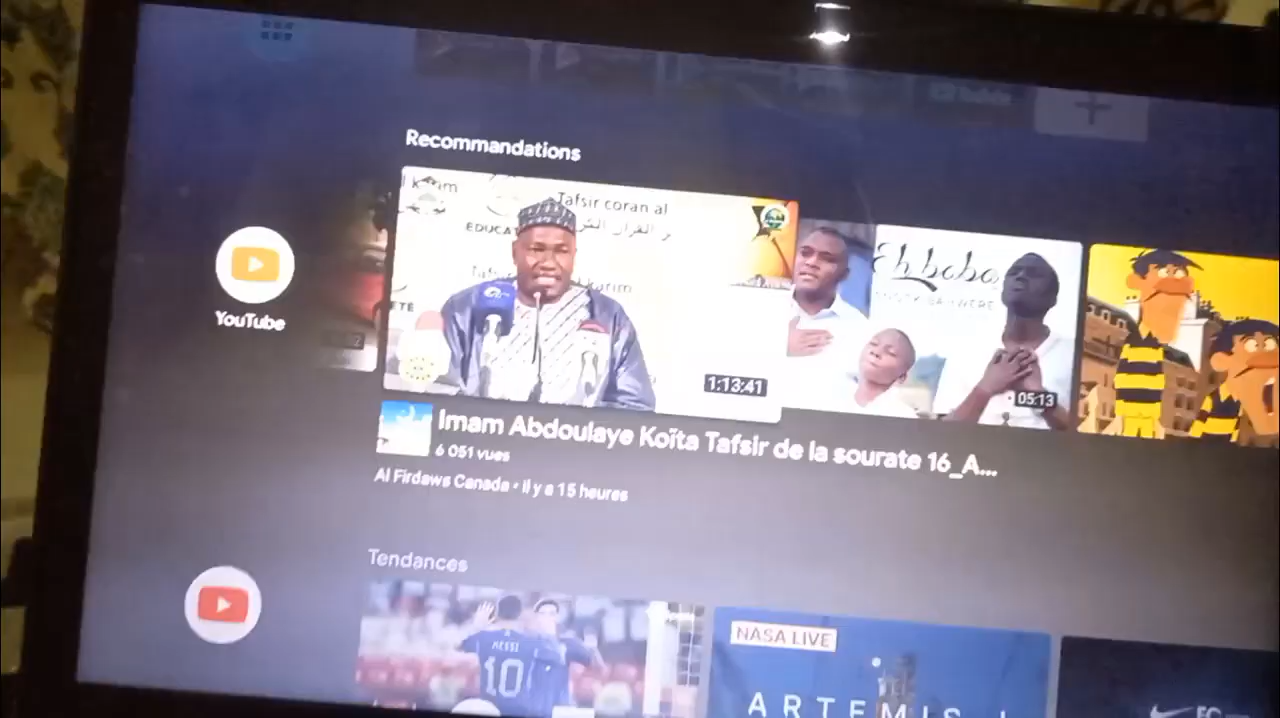 Recommandations
Tafsir coran al
1:13:41
05:13
YouTube
Imam Abdoulaye Koïta Tafsir de la sourate 16_A...
6 051 vues
Al Firdaws Canada • il y a 15 heures
Tendances
MESSI
10
NASA LIVE
ARTEMIS I
FC